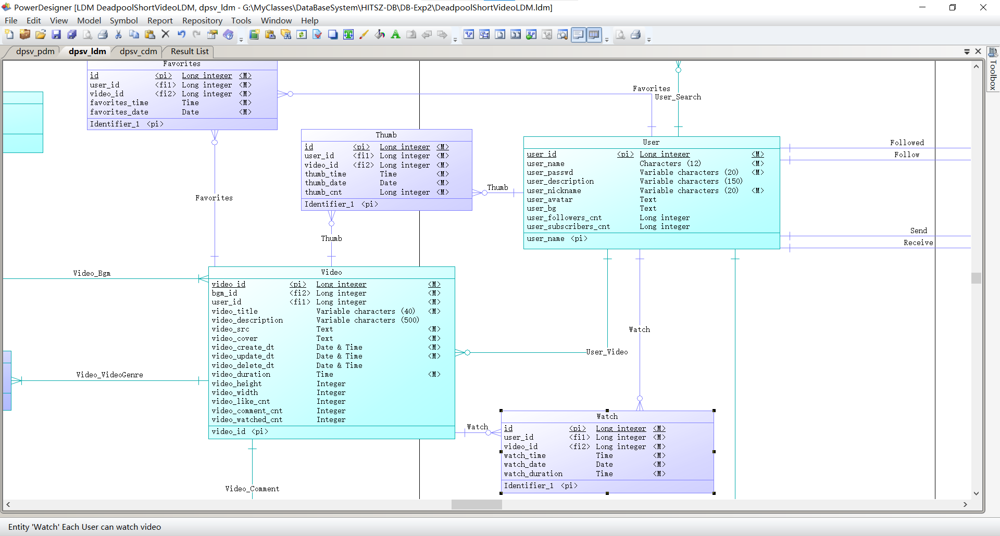 PowerDesigner [LDM DeadpoolShortVideoLDM, dpsv_ldm - G:\MyClasses\DataBaseSystem\HITSZ-DB\DB-Exp2\DeadpoolShortVideoLDM.ldm]
File Edit View Model Symbol Report Repository Tools Window Help
dpsv_pdm dpsv_ldm dpsv_cdm Result List
Toolbox
Favorites
id <pi> Long integer <M>
user_id <fi1> Long integer <M>
video_id <fi2> Long integer <M>
favorites_time Time <M>
favorites_date Date <M>
Identifier_1 <pi>
Favorites
User_Search
Thumb
id <pi> Long integer <M>
user_id <fi1> Long integer <M>
video_id <fi2> Long integer <M>
thumb_time Time <M>
thumb_date Date <M>
thumb_cnt Long integer <M>
Identifier_1 <pi>
Thumb
User
user_id <pi> Long integer <M>
user_name Characters (12) <M>
user_passwd Variable characters (20) <M>
user_description Variable characters (150)
user_nickname Variable characters (20) <M>
user_avatar Text
user_bg Text
user_followers_cnt Long integer
user_subscribers_cnt Long integer
user_name <pi>
Followed
Follow
Send
Receive
Favorites
Thumb
Video_Bgm
Video
video_id <pi> Long integer <M>
bgm_id <fi2> Long integer <M>
user_id <fi1> Long integer <M>
video_title Variable characters (40) <M>
video_description Variable characters (500)
video_src Text <M>
video_cover Text <M>
video_create_dt Date & Time <M>
video_update_dt Date & Time <M>
video_delete_dt Date & Time
video_duration Time <M>
video_height Integer
video_width Integer
video_like_cnt Integer
video_comment_cnt Integer
video_watched_cnt Integer
video_id <pi>
Video_VideoGenre
Watch
User_Video
Watch
Watch
id <pi> Long integer <M>
user_id <fi1> Long integer <M>
video_id <fi2> Long integer <M>
watch_time Time <M>
watch_date Date <M>
watch_duration Time <M>
Identifier_1 <pi>
Video_Comment
Entity 'Watch' Each User can watch video